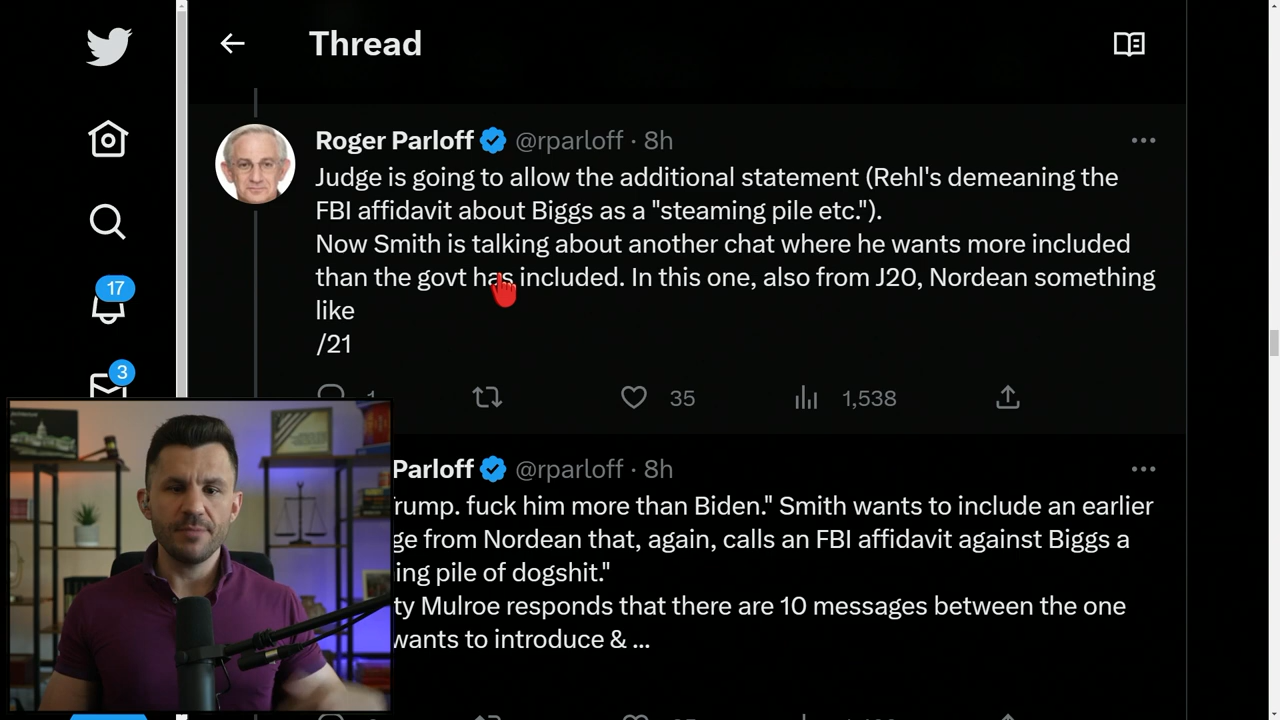 Thread
Roger Parloff @rparloff · 8h
Judge is going to allow the additional statement (Rehl's demeaning the
FBI affidavit about Biggs as a "steaming pile etc.").
Now Smith is talking about another chat where he wants more included
than the govt has included. In this one, also from J20, Nordean something
like
/21
17
3
1
35
1,538
Parloff @rparloff · 8h
fuck him more than Biden." Smith wants to include an earlier
from Nordean that, again, calls an FBI affidavit against Biggs a
pile of dogshit."
Mulroe responds that there are 10 messages between the one
wants to introduce & ...